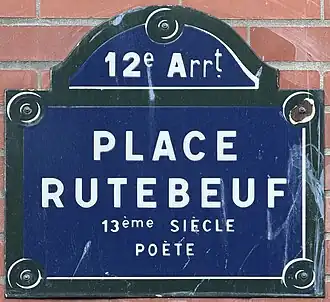 12e Arrt
PLACE
RUTEBEUF
13ème SIÈCLE
POÈTE